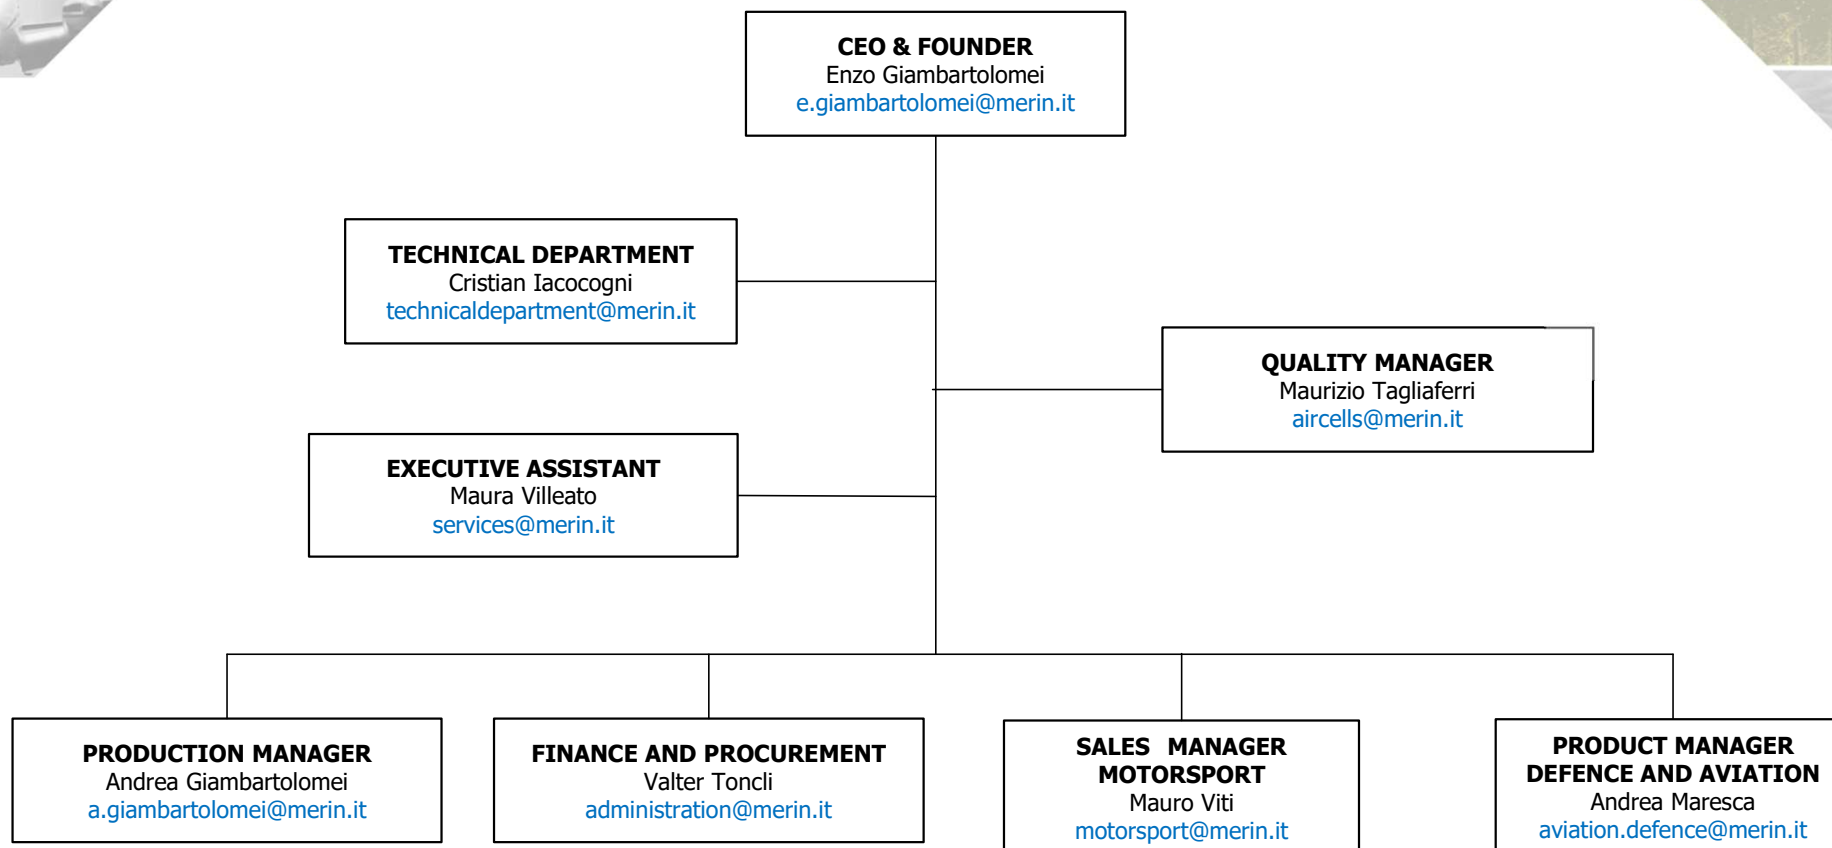 CEO & FOUNDER
Enzo Giambartolomei
e.giambartolomei@merin.it
TECHNICAL DEPARTMENT
Cristian Iacocogni
technicaldepartment@merin.it
QUALITY MANAGER
Maurizio Tagliaferri
aircells@merin.it
EXECUTIVE ASSISTANT
Maura Villeato
services@merin.it
PRODUCTION MANAGER
Andrea Giambartolomei
a.giambartolomei@merin.it
FINANCE AND PROCUREMENT
Valter Toncli
administration@merin.it
SALES MANAGER
MOTORSPORT
Mauro Viti
motorsport@merin.it
PRODUCT MANAGER
DEFENCE AND AVIATION
Andrea Maresca
aviation.defence@merin.it